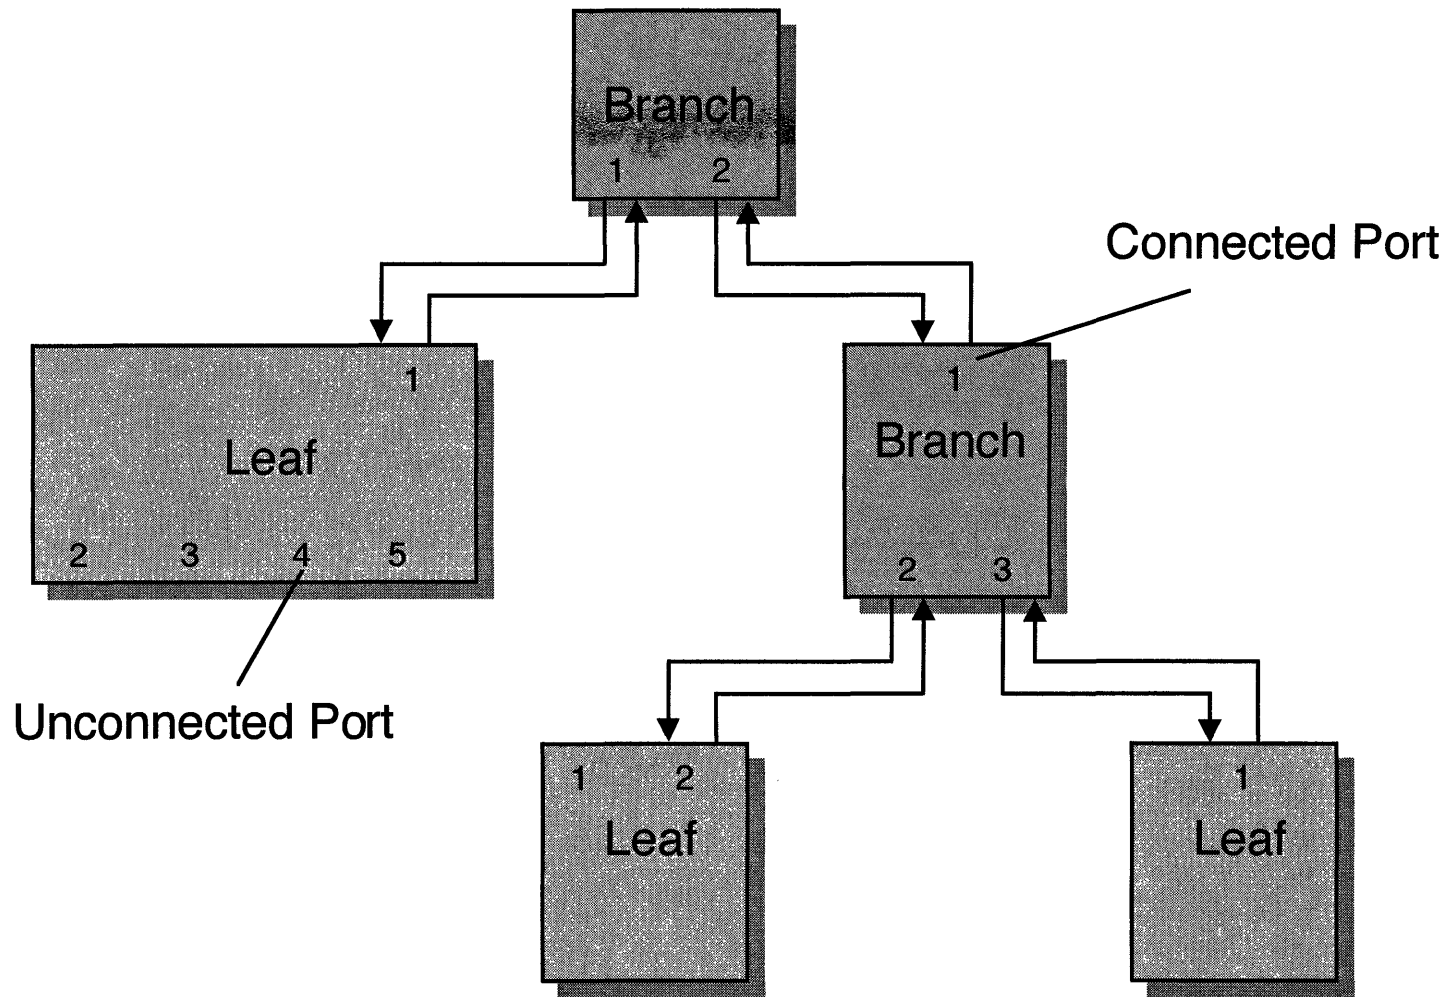 Branch
1 2
Connected Port
1
1
Leaf
Branch
2 3 4 5
2 3
Unconnected Port
1 2
1
Leaf
Leaf